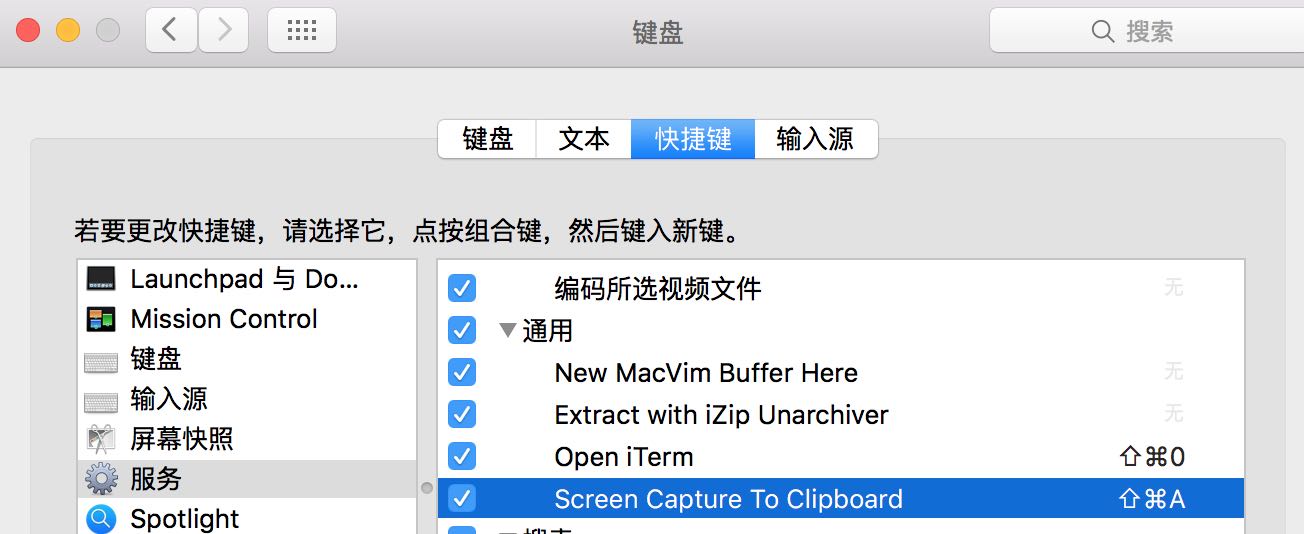 键盘
搜索
键盘 文本 快捷键 输入源
若要更改快捷键，请选择它，点按组合键，然后键入新键。
Launchpad 与 Do...
Mission Control
键盘
输入源
屏幕快照
服务
Spotlight
编码所选视频文件 无
通用
New MacVim Buffer Here 无
Extract with iZip Unarchiver 无
Open iTerm ⇧⌘0
Screen Capture To Clipboard ⇧⌘A